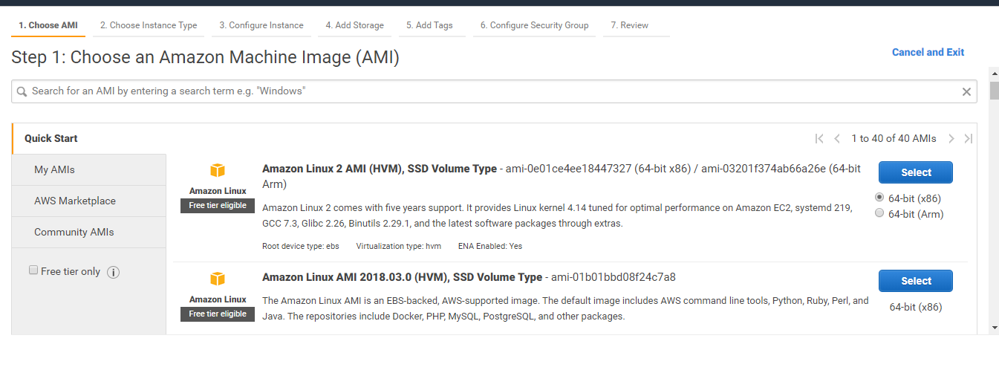 1. Choose AMI 2. Choose Instance Type 3. Configure Instance 4. Add Storage 5. Add Tags 6. Configure Security Group 7. Review
Step 1: Choose an Amazon Machine Image (AMI)
Cancel and Exit
Search for an AMI by entering a search term e.g. "Windows"
Quick Start
1 to 40 of 40 AMIs
My AMIs
AWS Marketplace
Community AMIs
Free tier only
Amazon Linux
Free tier eligible
Amazon Linux 2 AMI (HVM), SSD Volume Type - ami-0e01ce4ee18447327 (64-bit x86) / ami-03201f374ab66a26e (64-bit
Arm)
Amazon Linux 2 comes with five years support. It provides Linux kernel 4.14 tuned for optimal performance on Amazon EC2, systemd 219,
GCC 7.3, Glibc 2.26, Binutils 2.29.1, and the latest software packages through extras.
Root device type: ebs Virtualization type: hvm ENA Enabled: Yes
Select
64-bit (x86)
64-bit (Arm)
Amazon Linux
Free tier eligible
Amazon Linux AMI 2018.03.0 (HVM), SSD Volume Type - ami-01b01bbd08f24c7a8
The Amazon Linux AMI is an EBS-backed, AWS-supported image. The default image includes AWS command line tools, Python, Ruby, Perl, and
Java. The repositories include Docker, PHP, MySQL, PostgreSQL, and other packages.
Select
64-bit (x86)